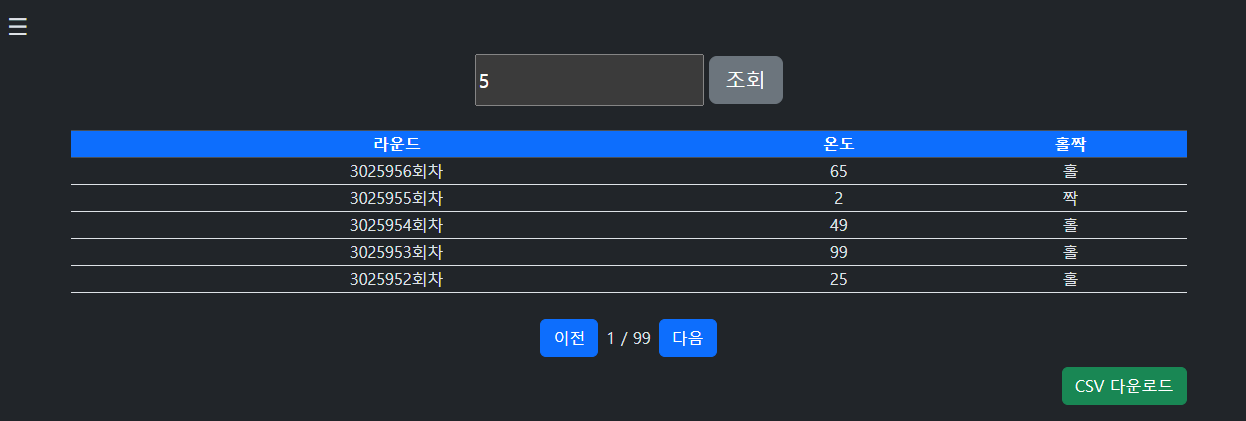 ☰
5 조회
라운드 온도 홀짝
3025956회차 65 홀
3025955회차 2 짝
3025954회차 49 홀
3025953회차 99 홀
3025952회차 25 홀
이전 1 / 99 다음
CSV 다운로드